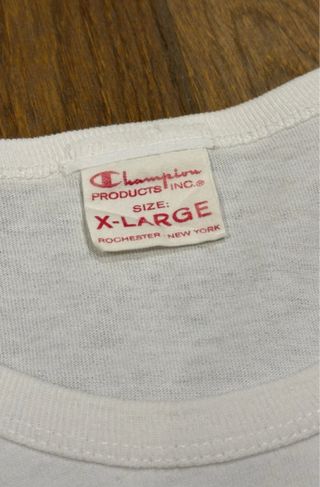 Champion
PRODUCTS INC.®
SIZE:
X-LARGE
ROCHESTER, NEW YORK